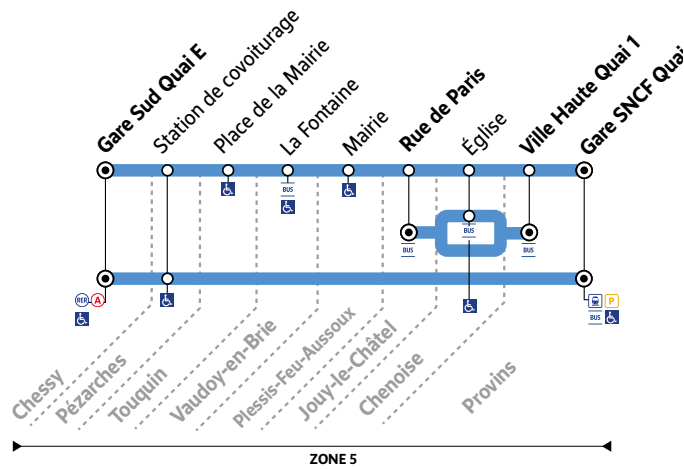 Gare Sud Quai E
Station de covoiturage
Place de la Mairie
La Fontaine
Mairie
Rue de Paris
Église
Ville Haute Quai 1
Gare SNCF Quai
BUS
BUS
BUS
BUS
RER A
P
BUS
Chessy
Pézarches
Touquin
Vaudoy-en-Brie
Plessis-Feu-Aussoux
Jouy-le-Châtel
Chenoise
Provins
ZONE 5